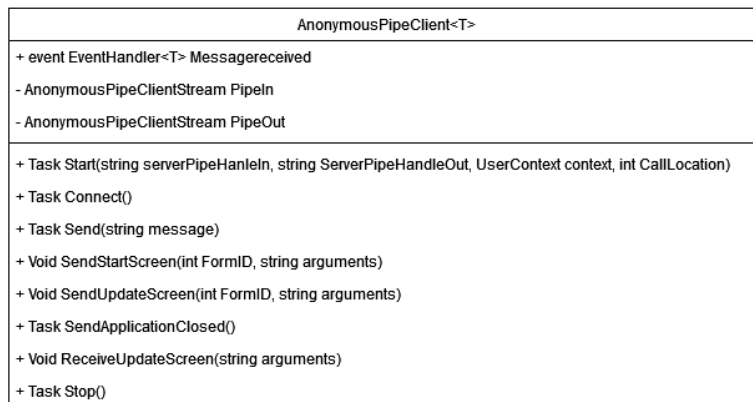 AnonymousPipeClient<T>
+ event EventHandler<T> Messagereceived
- AnonymousPipeClientStream PipeIn
- AnonymousPipeClientStream PipeOut
+ Task Start(string serverPipeHanleIn, string ServerPipeHandleOut, UserContext context, int CallLocation)
+ Task Connect()
+ Task Send(string message)
+ Void SendStartScreen(int FormID, string arguments)
+ Void SendUpdateScreen(int FormID, string arguments)
+ Task SendApplicationClosed()
+ Void ReceiveUpdateScreen(string arguments)
+ Task Stop()